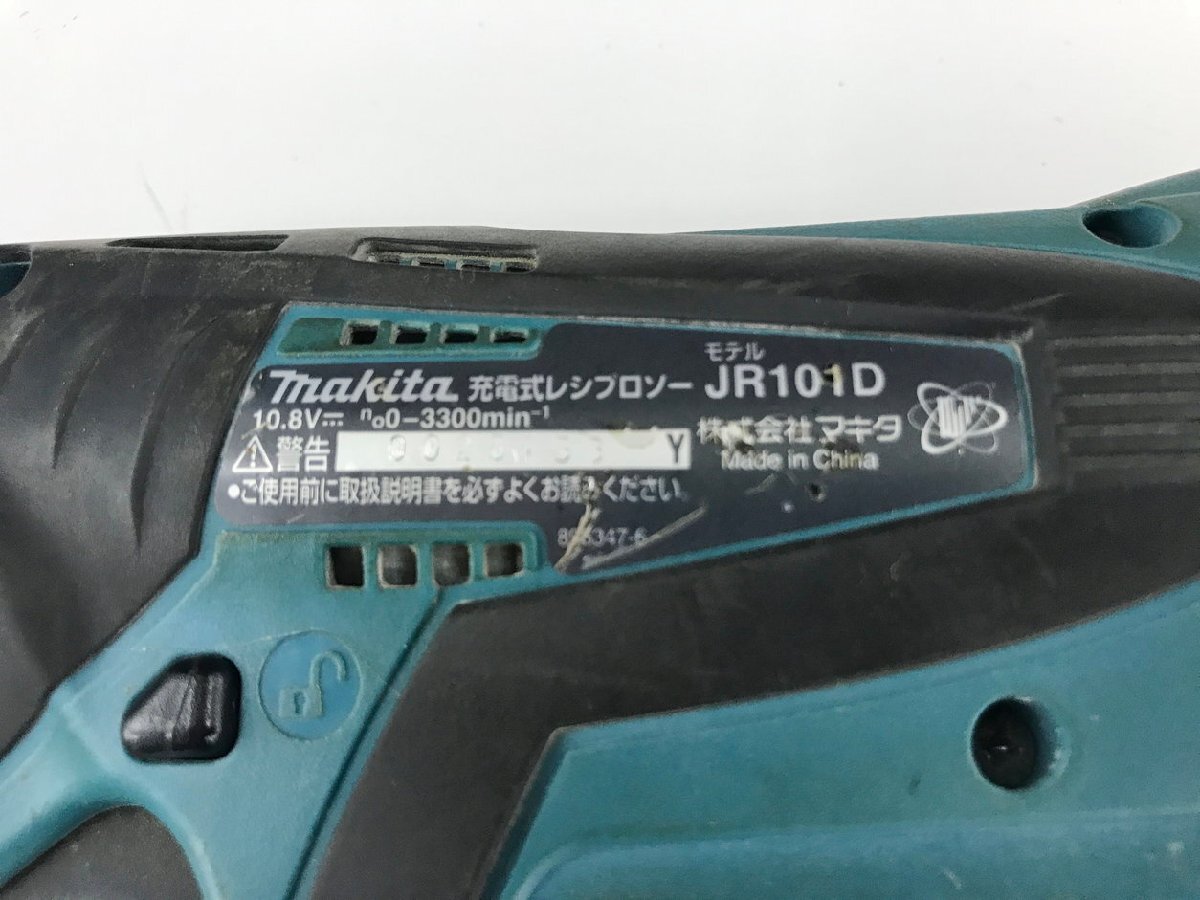 makita 充電式レシプロソー モデル JR101D
10.8V⎓ n₀0-3300min⁻¹
株式会社マキタ
⚠警告 Y
Made in China
•ご使用前に取扱説明書を必ずよくお読みください。